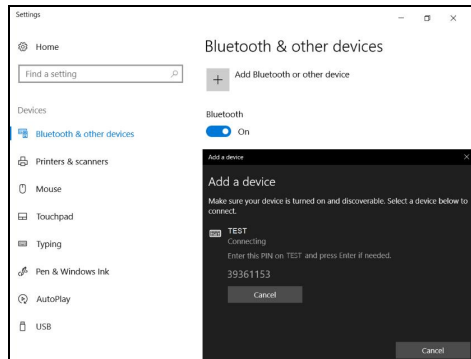 Settings
Home
Find a setting
Devices
Bluetooth & other devices
Printers & scanners
Mouse
Touchpad
Typing
Pen & Windows Ink
AutoPlay
USB
Bluetooth & other devices
Add Bluetooth or other device
Bluetooth
On
Add a device
Add a device
Make sure your device is turned on and discoverable. Select a device below to
connect.
TEST
Connecting
Enter this PIN on TEST and press Enter if needed.
39361153
Cancel
Cancel